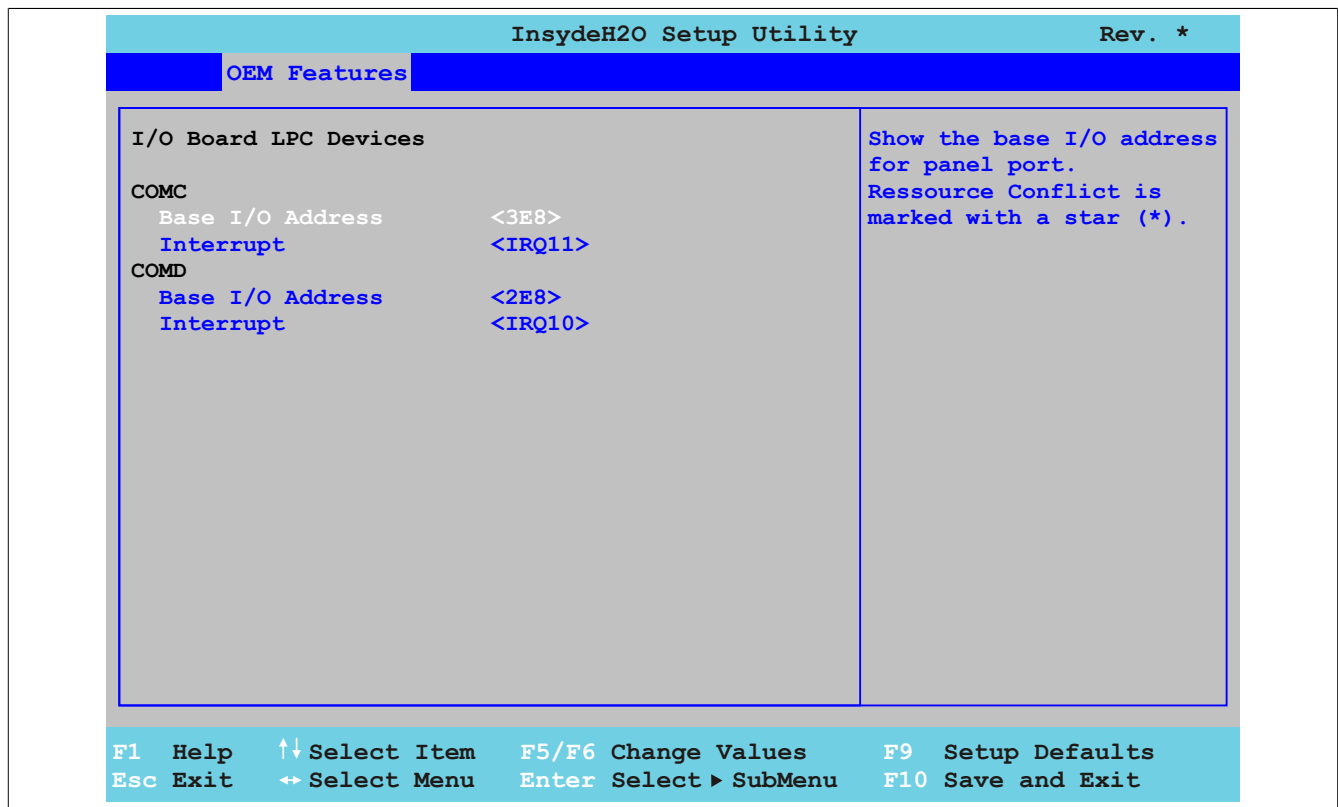 InsydeH2O Setup Utility Rev. *
OEM Features
I/O Board LPC Devices
COMC
Base I/O Address <3E8>
Interrupt <IRQ11>
COMD
Base I/O Address <2E8>
Interrupt <IRQ10>
Show the base I/O address
for panel port.
Ressource Conflict is
marked with a star (*).
F1 Help ↑↓ Select Item F5/F6 Change Values F9 Setup Defaults
Esc Exit ↔ Select Menu Enter Select ▶ SubMenu F10 Save and Exit